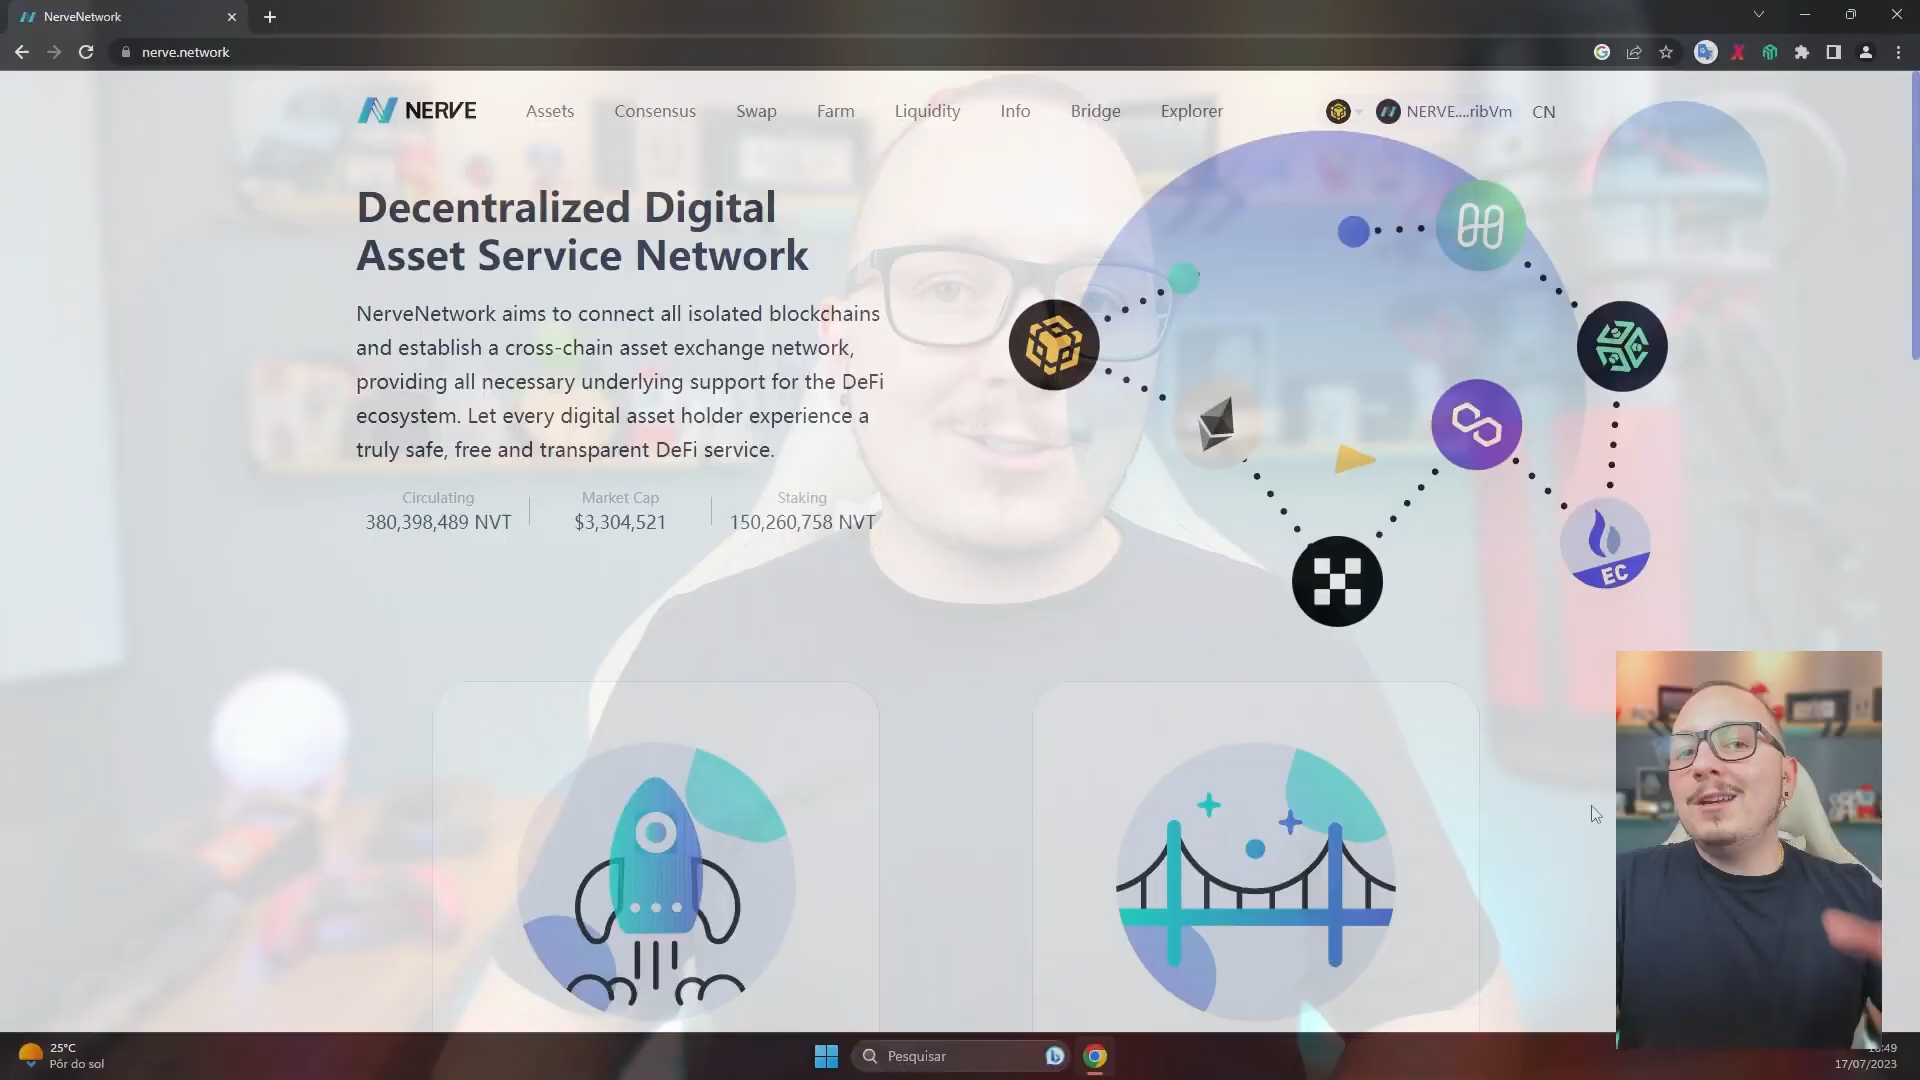 NerveNetwork
nerve.network
NERVE
Assets
Consensus
Swap
Farm
Liquidity
Info
Bridge
Explorer
NERVE....ribVm
CN
Decentralized Digital
Asset Service Network
NerveNetwork aims to connect all isolated blockchains
and establish a cross-chain asset exchange network,
providing all necessary underlying support for the DeFi
ecosystem. Let every digital asset holder experience a
truly safe, free and transparent DeFi service.
Circulating
380,398,489 NVT
Market Cap
$3,304,521
Staking
150,260,758 NVT
EC
25°C
Pôr do sol
Pesquisar
17/07/2023